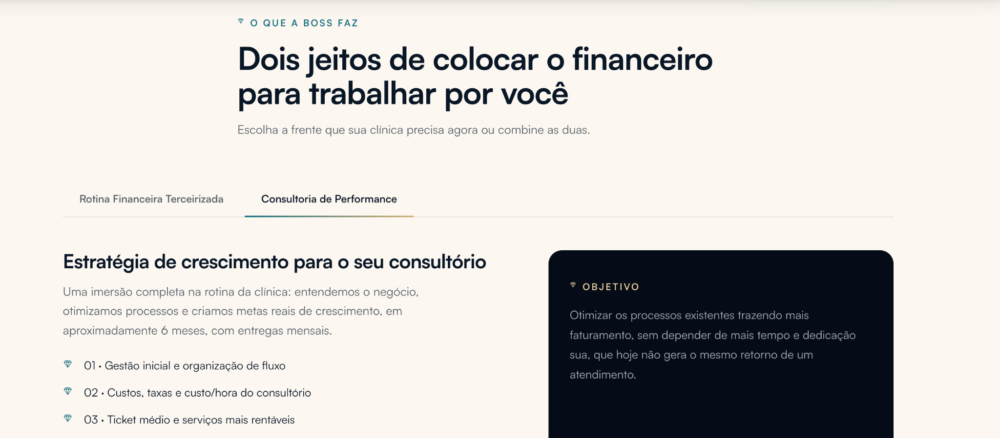 O QUE A BOSS FAZ
Dois jeitos de colocar o financeiro
para trabalhar por você
Escolha a frente que sua clínica precisa agora ou combine as duas.
Rotina Financeira Terceirizada
Consultoria de Performance
Estratégia de crescimento para o seu consultório
Uma imersão completa na rotina da clínica: entendemos o negócio,
otimizamos processos e criamos metas reais de crescimento, em
aproximadamente 6 meses, com entregas mensais.
01 · Gestão inicial e organização de fluxo
02 · Custos, taxas e custo/hora do consultório
03 · Ticket médio e serviços mais rentáveis
OBJETIVO
Otimizar os processos existentes trazendo mais
faturamento, sem depender de mais tempo e dedicação
sua, que hoje não gera o mesmo retorno de um
atendimento.